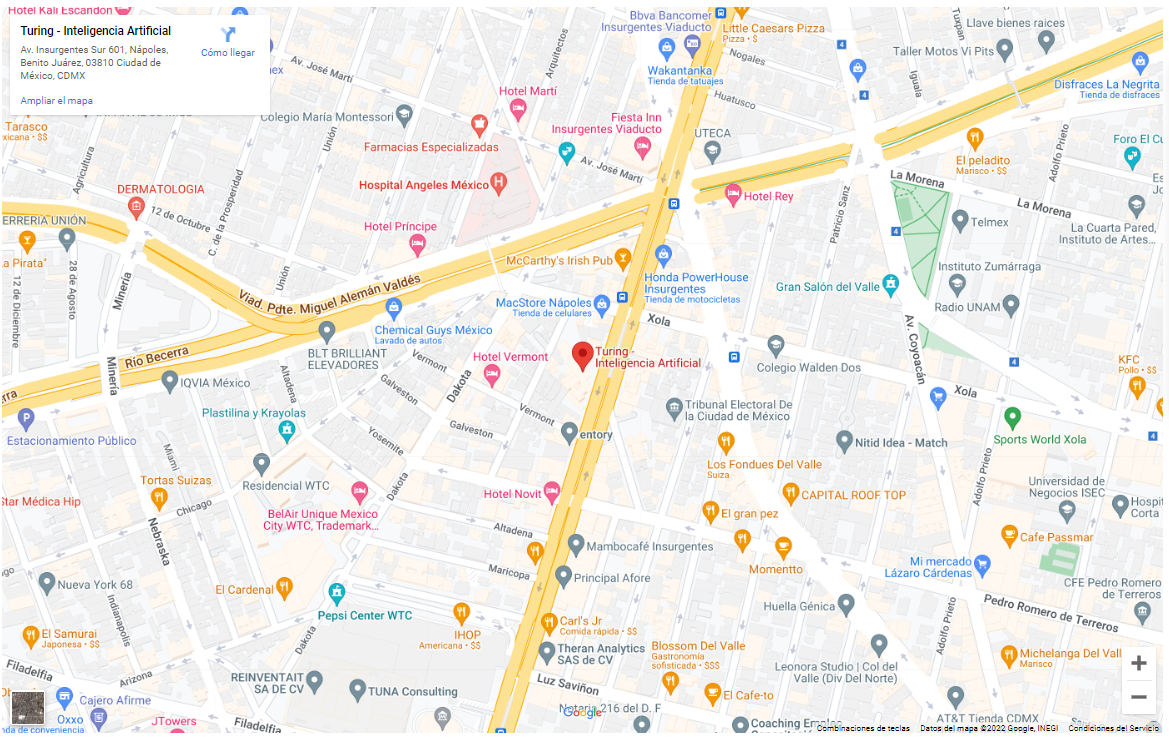 Hotel Kali Escandon
Turing - Inteligencia Artificial
Av. Insurgentes Sur 601, Nápoles,
Benito Juárez, 03810 Ciudad de
México, CDMX
Cómo llegar
Ampliar el mapa
Bbva Bancomer
Insurgentes Viaducto
Little Caesars Pizza
Pizza • $
Wakantanka
Tienda de tatuajes
Nogales
Huatusco
Tuxpan
Iguala
Llave bienes raices
Taller Motos Vi Pits
Disfraces La Negrita
Tienda de disfraces
Arquitectos
Av. José Martí
Hotel Martí
Colegio María Montessori
Farmacias Especializadas
Fiesta Inn
Insurgentes Viaducto
UTECA
Av. José Martí
Tarasco
xicana • $$
Agricultura
Unión
El peladito
Marisco • $$
Adolfo Prieto
Foro El Cu
DERMATOLOGIA
Hospital Angeles México
Hotel Rey
La Morena
La Morena
12 de Octubre
C. de la Prosperidad
ERRERIA UNIÓN
Hotel Príncipe
Patricio Sanz
Telmex
La Cuarta Pared,
Instituto de Artes...
a Pirata"
McCarthy's Irish Pub
Honda PowerHouse
Insurgentes
Tienda de motocicletas
Instituto Zumárraga
Gran Salón del Valle
Radio UNAM
28 de Agosto
12 de Diciembre
Minería
Unión
Viad. Pdte. Miguel Alemán Valdés
MacStore Nápoles
Tienda de celulares
Xola
Av. Coyoacán
Chemical Guys México
Lavado de autos
BLT BRILLIANT
ELEVADORES
Rio Becerra
Minería
Vermont
Hotel Vermont
Turing -
Inteligencia Artificial
Colegio Walden Dos
KFC
Pollo • $$
IQVIA México
Altadena
Galveston
Dakota
Xola
Plastilina y Krayolas
Vermont
Tribunal Electoral De
la Ciudad de México
Estacionamiento Público
Galveston
Yosemite
entory
Nitid Idea - Match
Sports World Xola
Miami
Residencial WTC
Dakota
Los Fondues Del Valle
Suiza
Adolfo Prieto
Tortas Suizas
Chicago
Star Médica Hip
Hotel Novit
CAPITAL ROOF TOP
Universidad de
Negocios ISEC
BelAir Unique Mexico
City WTC, Trademark...
El gran pez
Hospit
Corta
Nebraska
Altadena
Mambocafé Insurgentes
Momentto
Cafe Passmar
Mi mercado
Lázaro Cárdenas
Maricopa
Principal Afore
Nueva York 68
El Cardenal
CFE Pedro Romero
de Terreros
Indianapolis
Pepsi Center WTC
Huella Génica
Pedro Romero de Terreros
Adolfo Prieto
El Samurai
Japonesa • $$
IHOP
Americana • $$
Carl's Jr
Comida rápida • $$
Dakota
Theran Analytics
SAS de CV
Blossom Del Valle
Gastronomía
sofisticada • $$$
Leonora Studio | Col del
Valle (Div Del Norte)
Michelanga Del Vall
Marisco
Filadelfia
Arizona
REINVENTAIT
SA DE CV
TUNA Consulting
Luz Saviñon
El Cafe-to
Cajero Afirme
Oxxo
nda de conveniencia
JTowers
Filadelfia
Notaria 216 del D. F
Google
AT&T Tienda CDMX
Combinaciones de teclas
Datos del mapa ©2022 Google, INEGI
Condiciones del Servicio